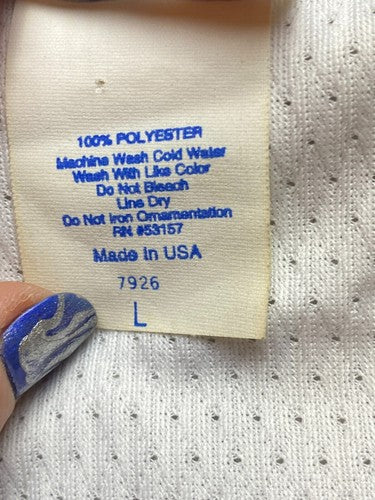 100% POLYESTER
Machine Wash Cold Water
Wash With Like Color
Do Not Bleach
Line Dry
Do Not Iron Ornamentation
RN #53157
Made In USA
7926
L